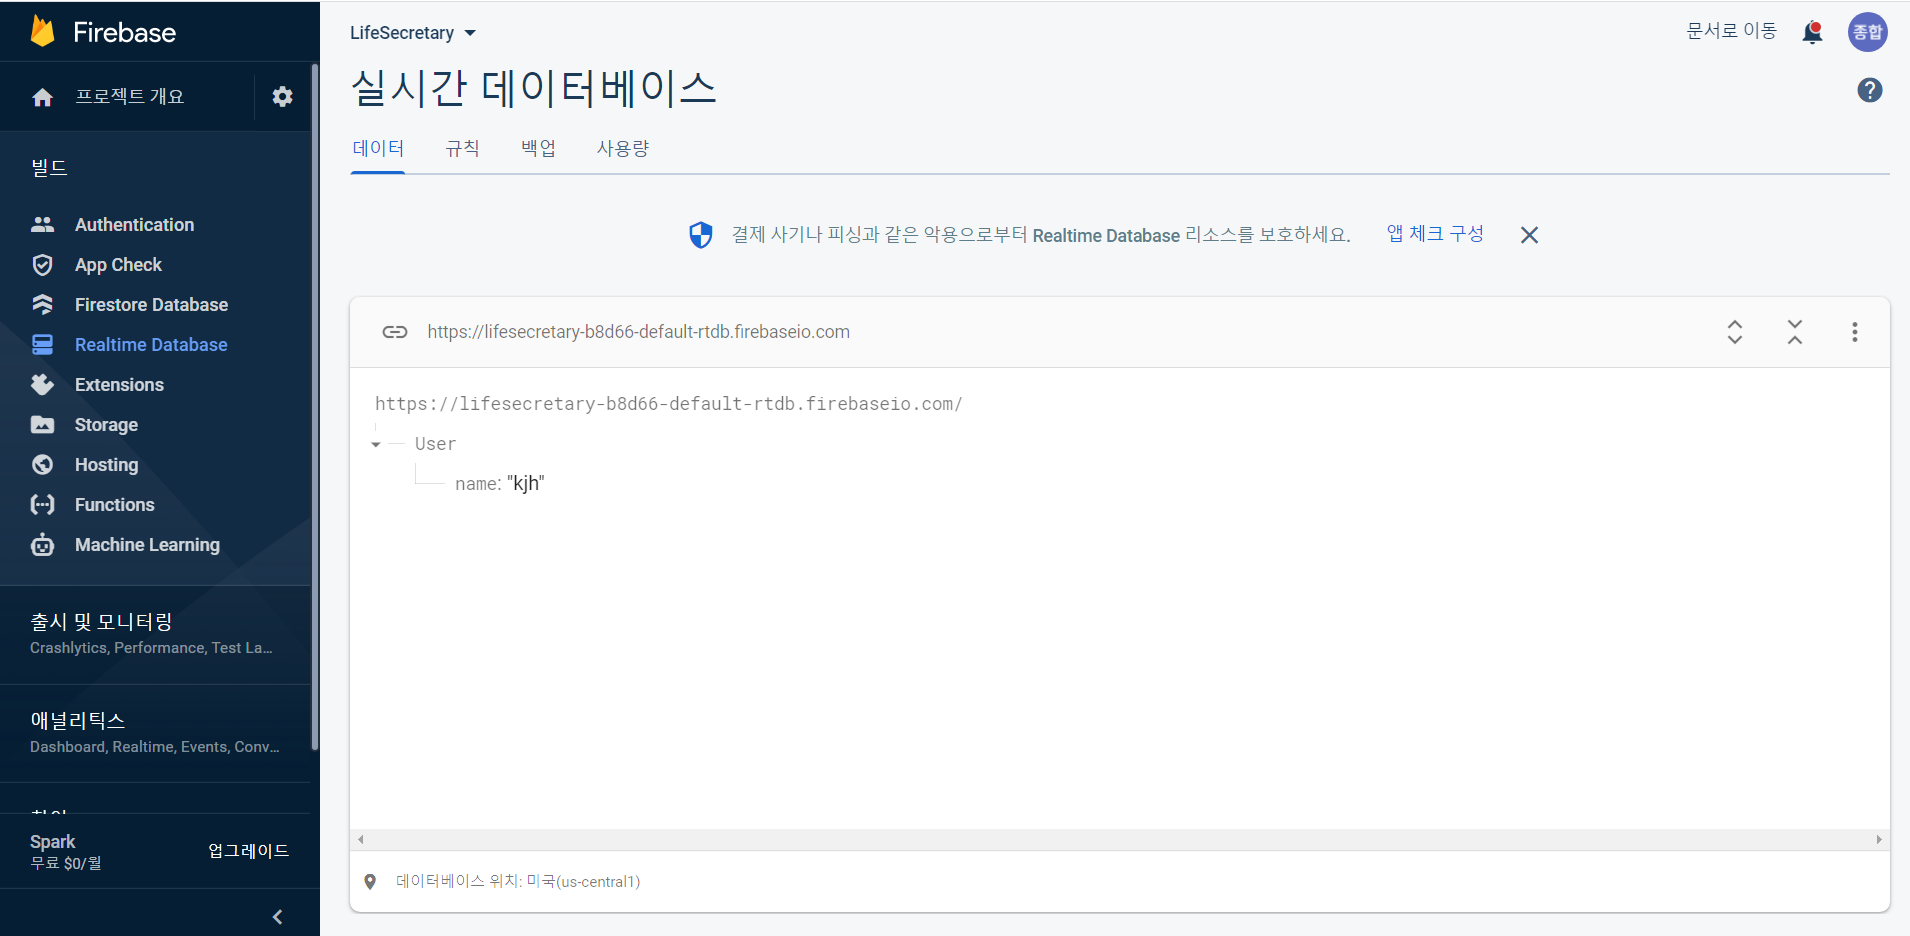 Firebase
프로젝트 개요
빌드
Authentication
App Check
Firestore Database
Realtime Database
Extensions
Storage
Hosting
Functions
Machine Learning
출시 및 모니터링
Crashlytics, Performance, Test La...
애널리틱스
Dashboard, Realtime, Events, Conv...
Spark
무료 $0/월
업그레이드
LifeSecretary
문서로 이동
종합
실시간 데이터베이스
데이터 규칙 백업 사용량
결제 사기나 피싱과 같은 악용으로부터 Realtime Database 리소스를 보호하세요. 앱 체크 구성
https://lifesecretary-b8d66-default-rtdb.firebaseio.com
https://lifesecretary-b8d66-default-rtdb.firebaseio.com/
User
name: "kjh"
데이터베이스 위치: 미국(us-central1)